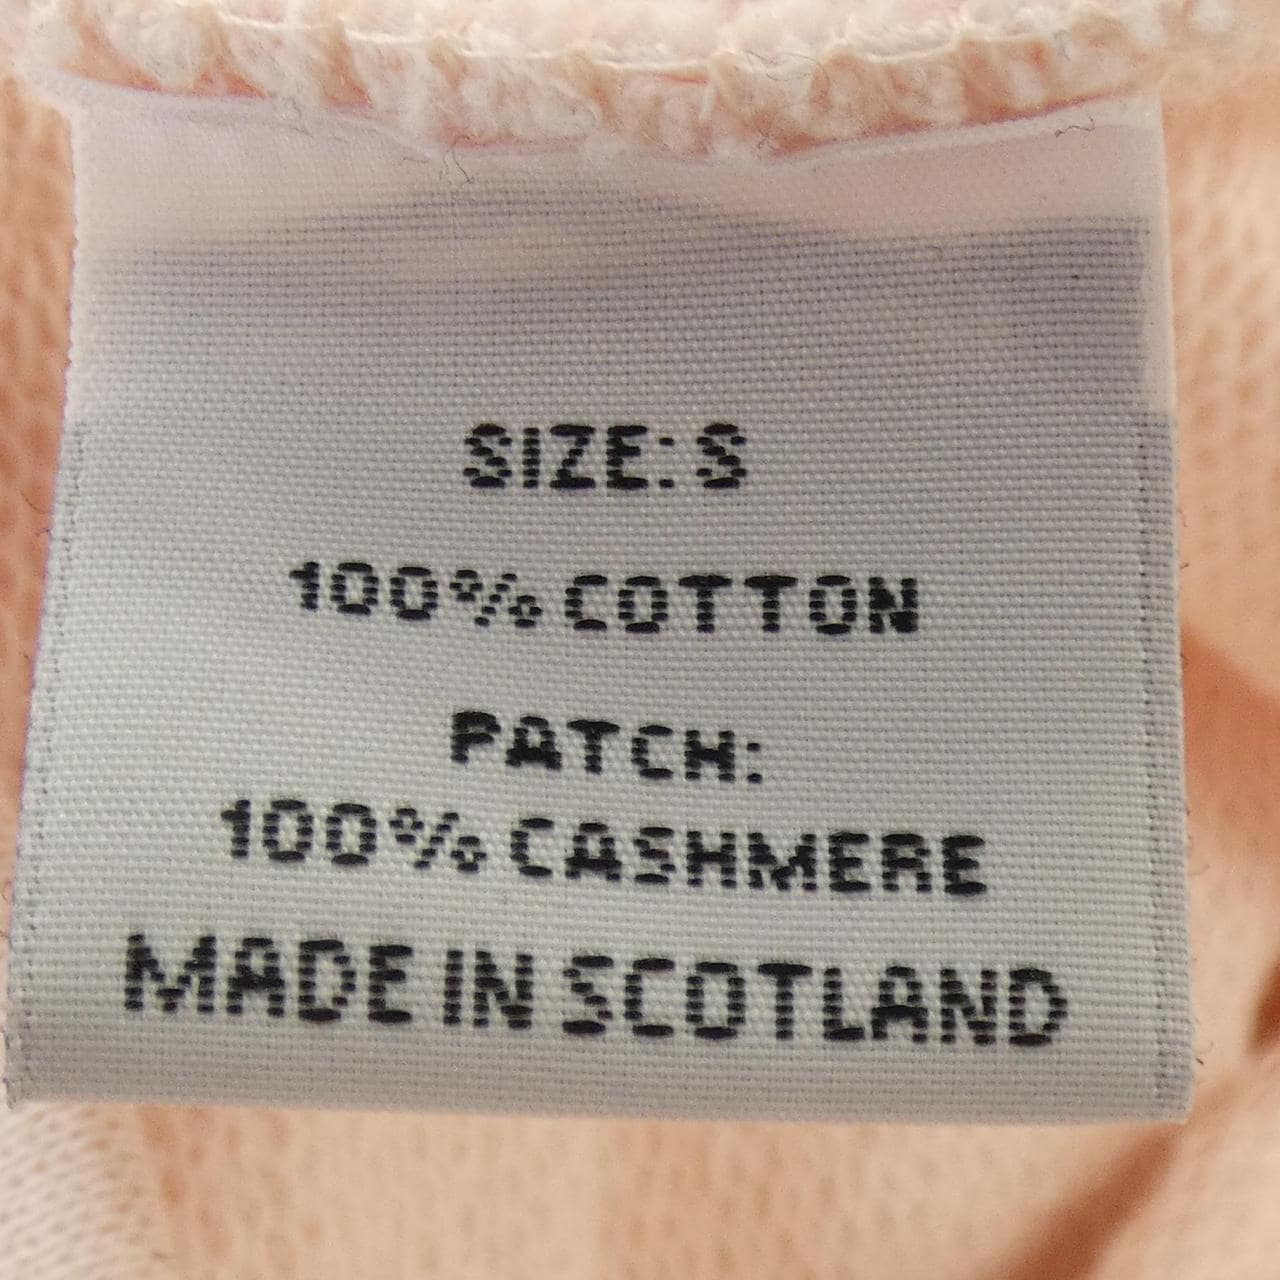 SIZE: S
100% COTTON
PATCH:
100% CASHMERE
MADE IN SCOTLAND